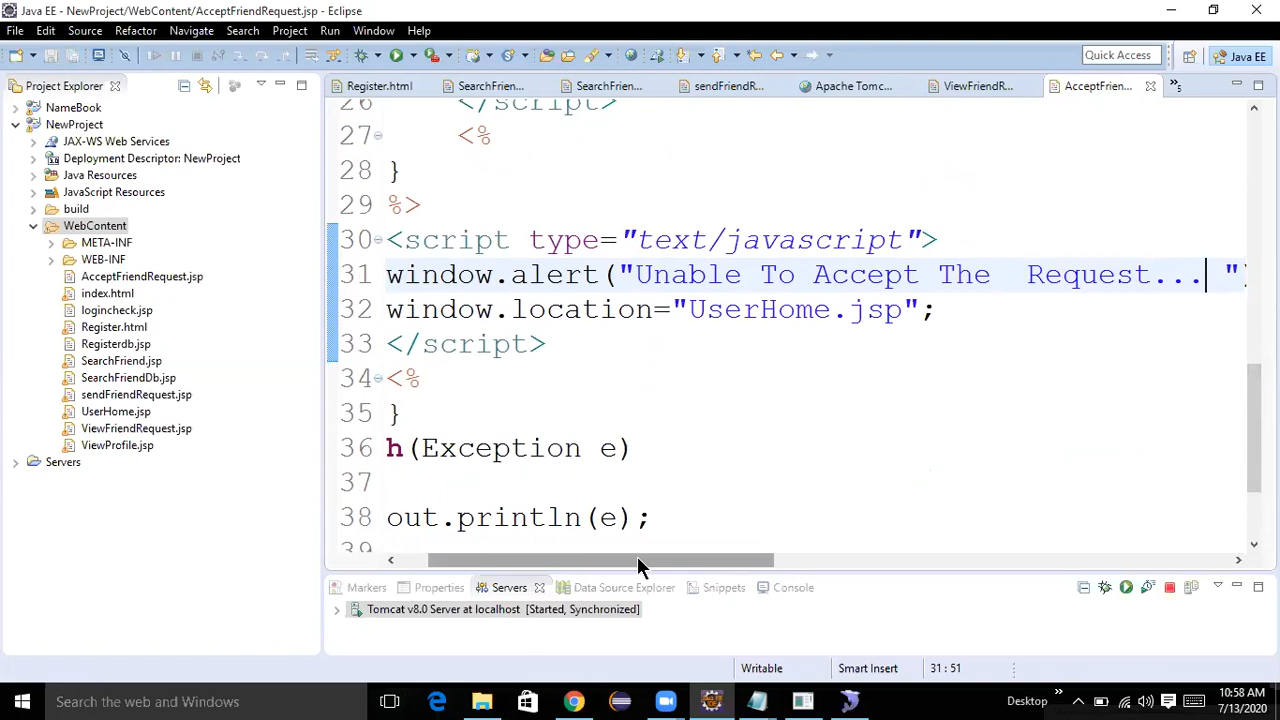 Java EE - NewProject/WebContent/AcceptFriendRequest.jsp - Eclipse
File Edit Source Refactor Navigate Search Project Run Window Help
Quick Access Java EE
Project Explorer
NameBook
NewProject
JAX-WS Web Services
Deployment Descriptor: NewProject
Java Resources
JavaScript Resources
build
WebContent
META-INF
WEB-INF
AcceptFriendRequest.jsp
index.html
logincheck.jsp
Register.html
Registerdb.jsp
SearchFriend.jsp
SearchFriendDb.jsp
sendFriendRequest.jsp
UserHome.jsp
ViewFriendRequest.jsp
ViewProfile.jsp
Servers
Register.html SearchFrien... SearchFrien... sendFriendR... Apache Tomc... ViewFriendR... AcceptFrien... »5
26 </script>
27 <%
28 }
29 %>
30 <script type="text/javascript">
31 window.alert("Unable To Accept The  Request... ")
32 window.location="UserHome.jsp";
33 </script>
34 <%
35 }
36 h(Exception e)
37
38 out.println(e);
39
Markers Properties Servers Data Source Explorer Snippets Console
Tomcat v8.0 Server at localhost [Started, Synchronized]
Writable Smart Insert 31 : 51
Search the web and Windows
Desktop »
10:58 AM
7/13/2020